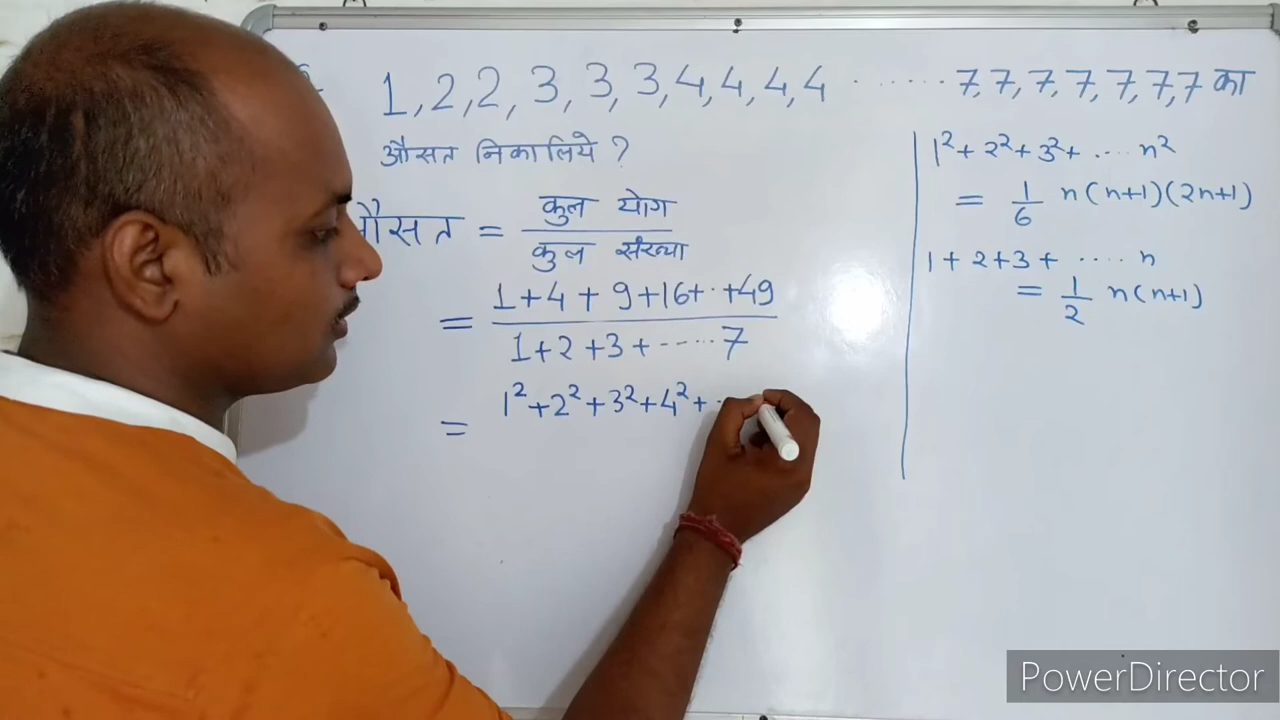 1, 2, 2, 3, 3, 3, 4, 4, 4, 4 ....... 7, 7, 7, 7, 7, 7, 7 का
औसत निकालिये ?
औसत = कुल योग / कुल संख्या
= 1+4+9+16+..+49 / 1+2+3+.....7
= 1²+2²+3²+4²+.
1²+2²+3²+....n²
= 1/6 n(n+1)(2n+1)
1+2+3+....n
= 1/2 n(n+1)
PowerDirector